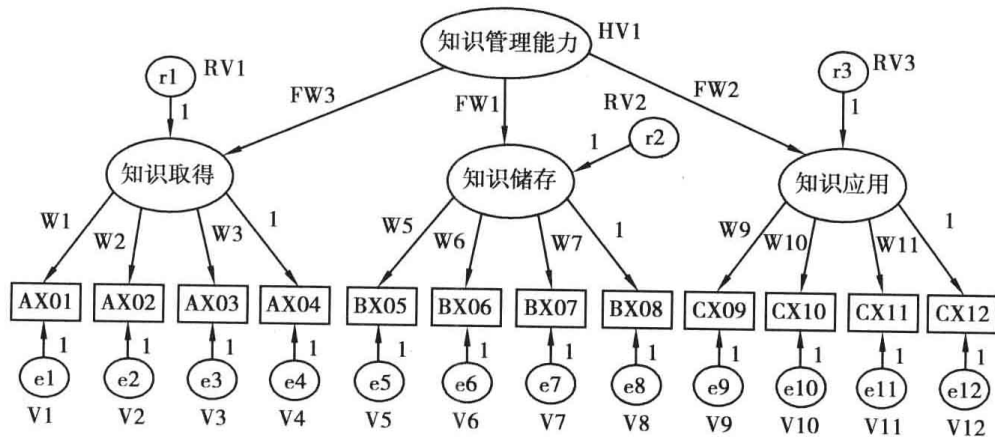 知识管理能力 HV1
r1 RV1 r3 RV3
FW3 FW1 RV2 FW2
1 1 r2 1
知识取得 知识储存 知识应用
W1 W2 W3 1 W5 W6 W7 1 W9 W10 W11 1
AX01 AX02 AX03 AX04 BX05 BX06 BX07 BX08 CX09 CX10 CX11 CX12
1 1 1 1 1 1 1 1 1 1 1 1
e1 e2 e3 e4 e5 e6 e7 e8 e9 e10 e11 e12
V1 V2 V3 V4 V5 V6 V7 V8 V9 V10 V11 V12